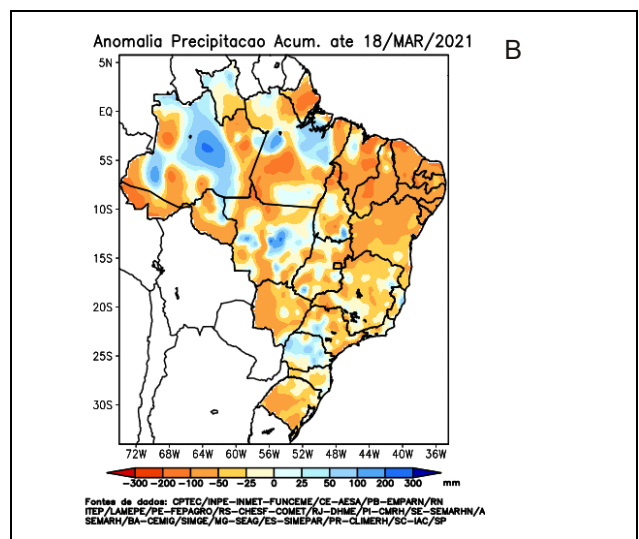 Anomalia Precipitacao Acum. ate 18/MAR/2021
B
5N
EQ
5S
10S
15S
20S
25S
30S
72W 68W 64W 60W 56W 52W 48W 44W 40W 36W
−300 −200 −100 −50 −25 0 25 50 100 200 300 mm
Fontes de dados: CPTEC/INPE−INMET−FUNCEME/CE−AESA/PB−EMPARN/RN
ITEP/LAMEPE/PE−FEPAGRO/RS−CHESF−COMET/RJ−DHME/PI−CMRH/SE−SEMARHN/A
SEMARH/BA−CEMIG/SIMGE/MG−SEAG/ES−SIMEPAR/PR−CLIMERH/SC−IAC/SP